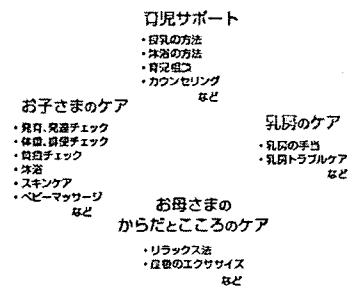 育児サポート
・授乳の方法
・沐浴の方法
・育児相談
・カウンセリング
など
お子さまのケア
・発育、発達チェック
・体重、排便チェック
・黄疸チェック
・沐浴
・スキンケア
・ベビーマッサージ
など
乳房のケア
・乳房の手当
・乳房トラブルケア
など
お母さまの
からだとこころのケア
・リラックス法
・産後のエクササイズ
など